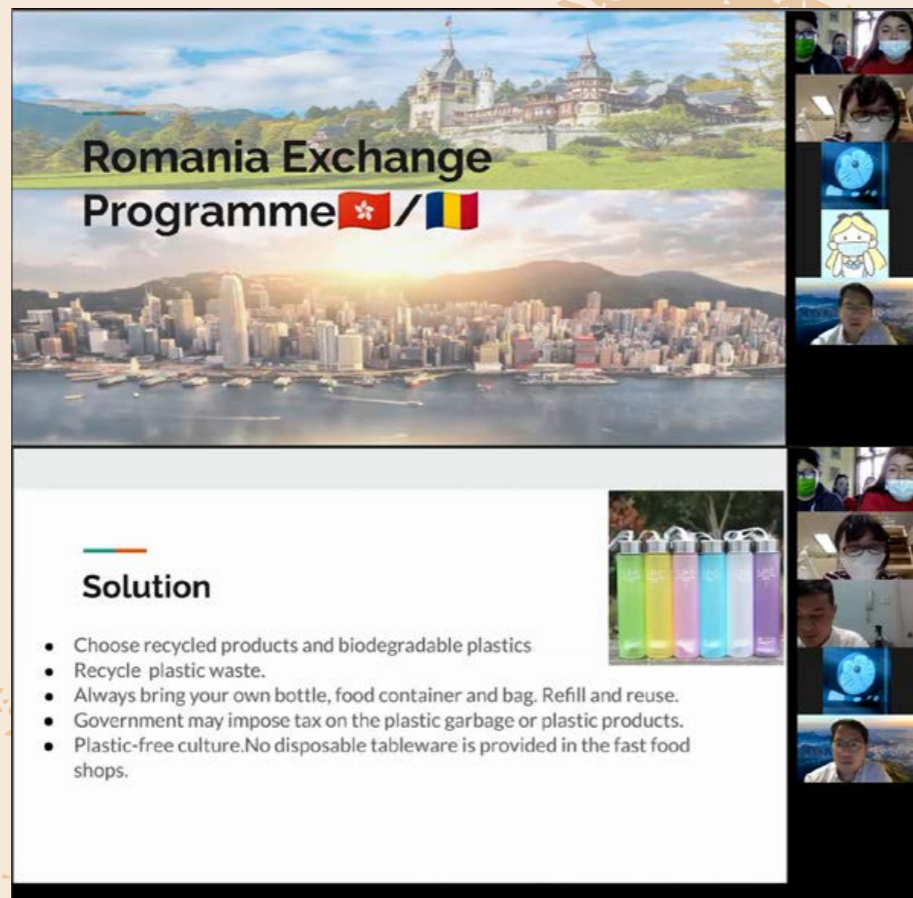 Romania Exchange
Programme🇭🇰/🇷🇴
Solution
● Choose recycled products and biodegradable plastics
● Recycle plastic waste.
● Always bring your own bottle, food container and bag. Refill and reuse.
● Government may impose tax on the plastic garbage or plastic products.
● Plastic-free culture.No disposable tableware is provided in the fast food
shops.